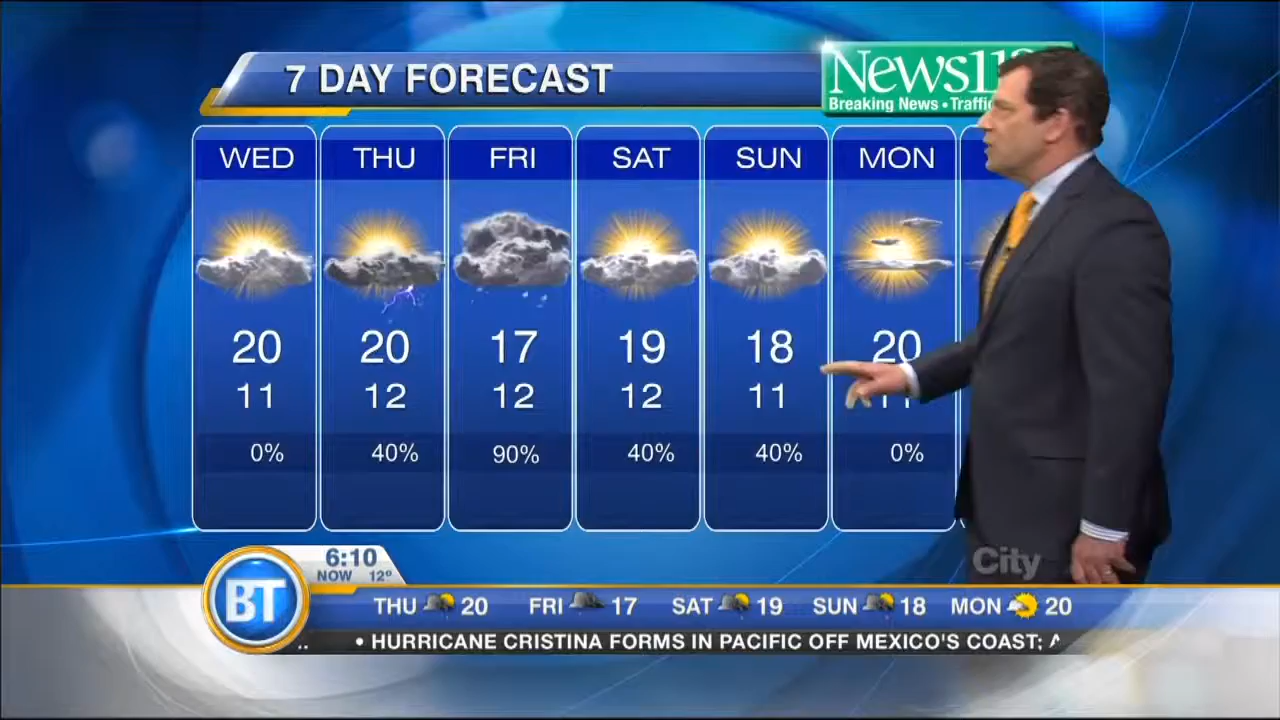 7 DAY FORECAST
News11
Breaking News • Traffi
WED THU FRI SAT SUN MON
20 20 17 19 18 20
11 12 12 12 11 11
0% 40% 90% 40% 40% 0%
City
6:10
NOW 12°
BT
THU 20 FRI 17 SAT 19 SUN 18 MON 20
.. • HURRICANE CRISTINA FORMS IN PACIFIC OFF MEXICO'S COAST;